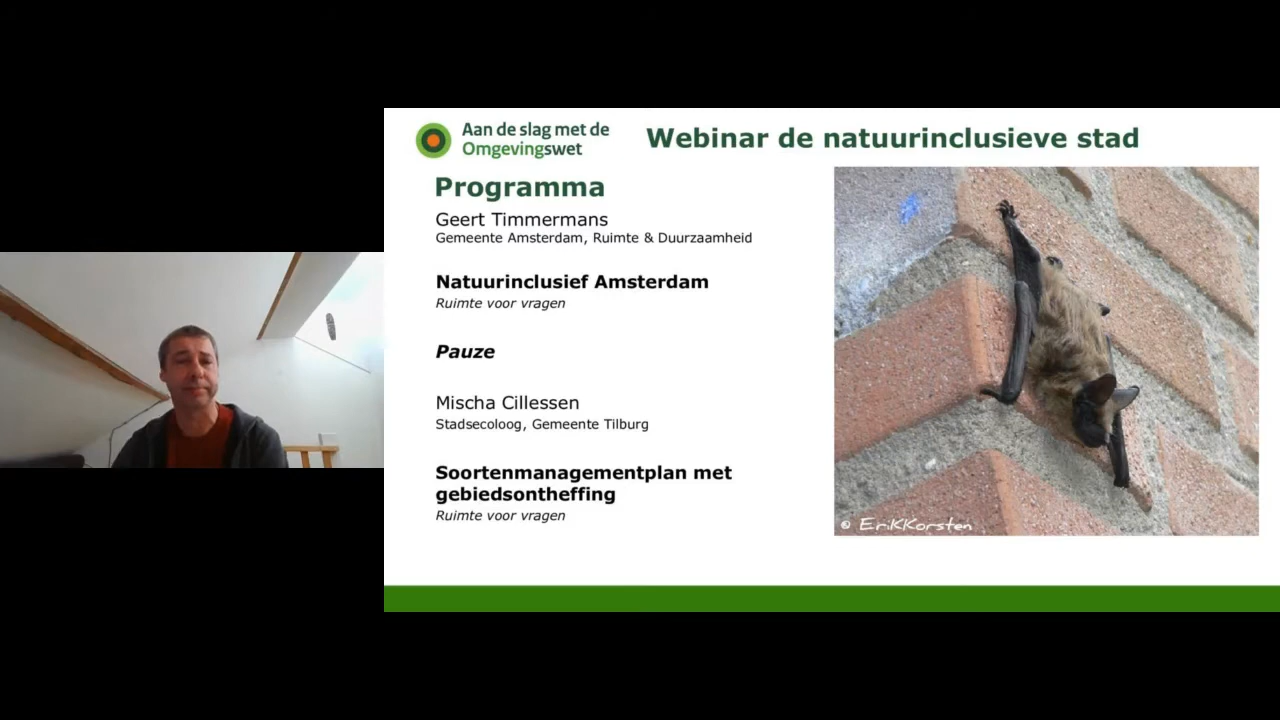 Aan de slag met de
Omgevingswet
Webinar de natuurinclusieve stad
Programma
Geert Timmermans
Gemeente Amsterdam, Ruimte & Duurzaamheid
Natuurinclusief Amsterdam
Ruimte voor vragen
Pauze
Mischa Cillessen
Stadsecoloog, Gemeente Tilburg
Soortenmanagementplan met
gebiedsontheffing
Ruimte voor vragen
© EriKKorsten